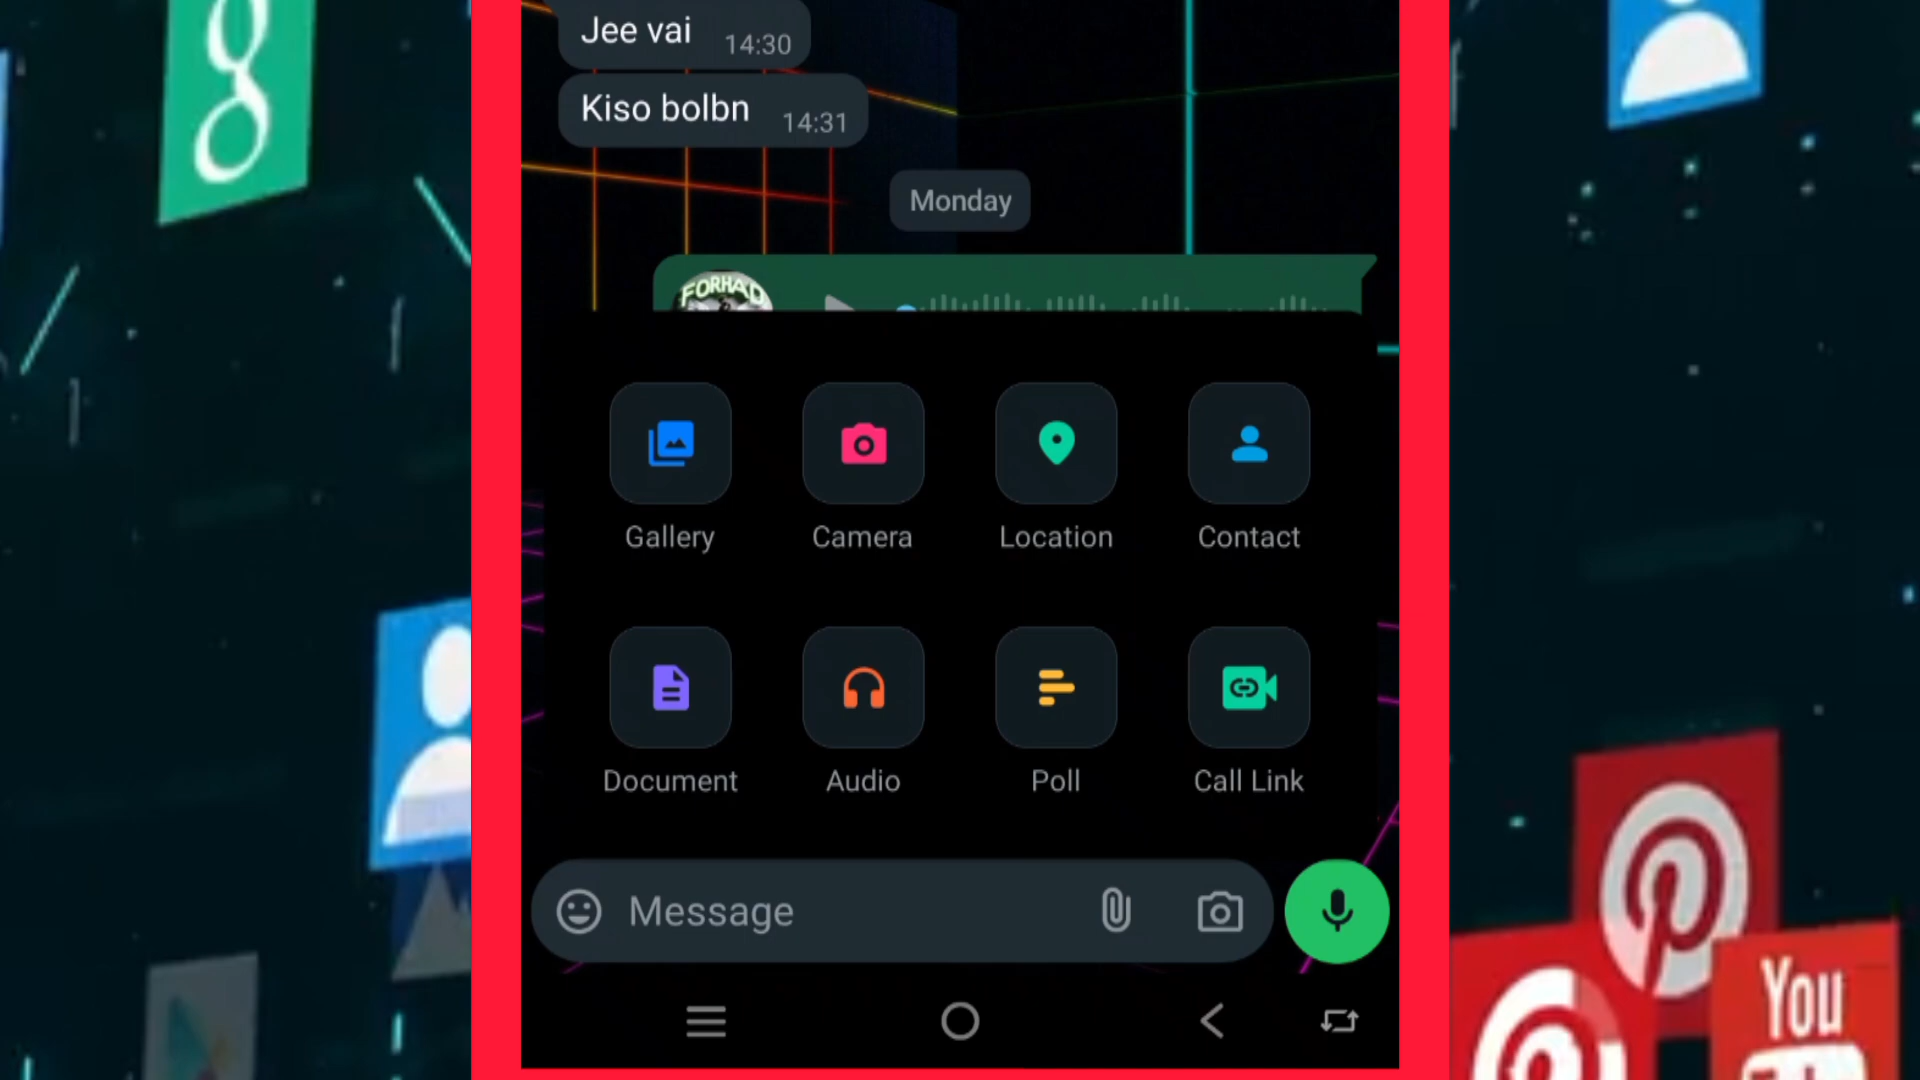 Jee vai 14:30
Kiso bolbn 14:31
Monday
FORHAD
Gallery Camera Location Contact
Document Audio Poll Call Link
Message
You